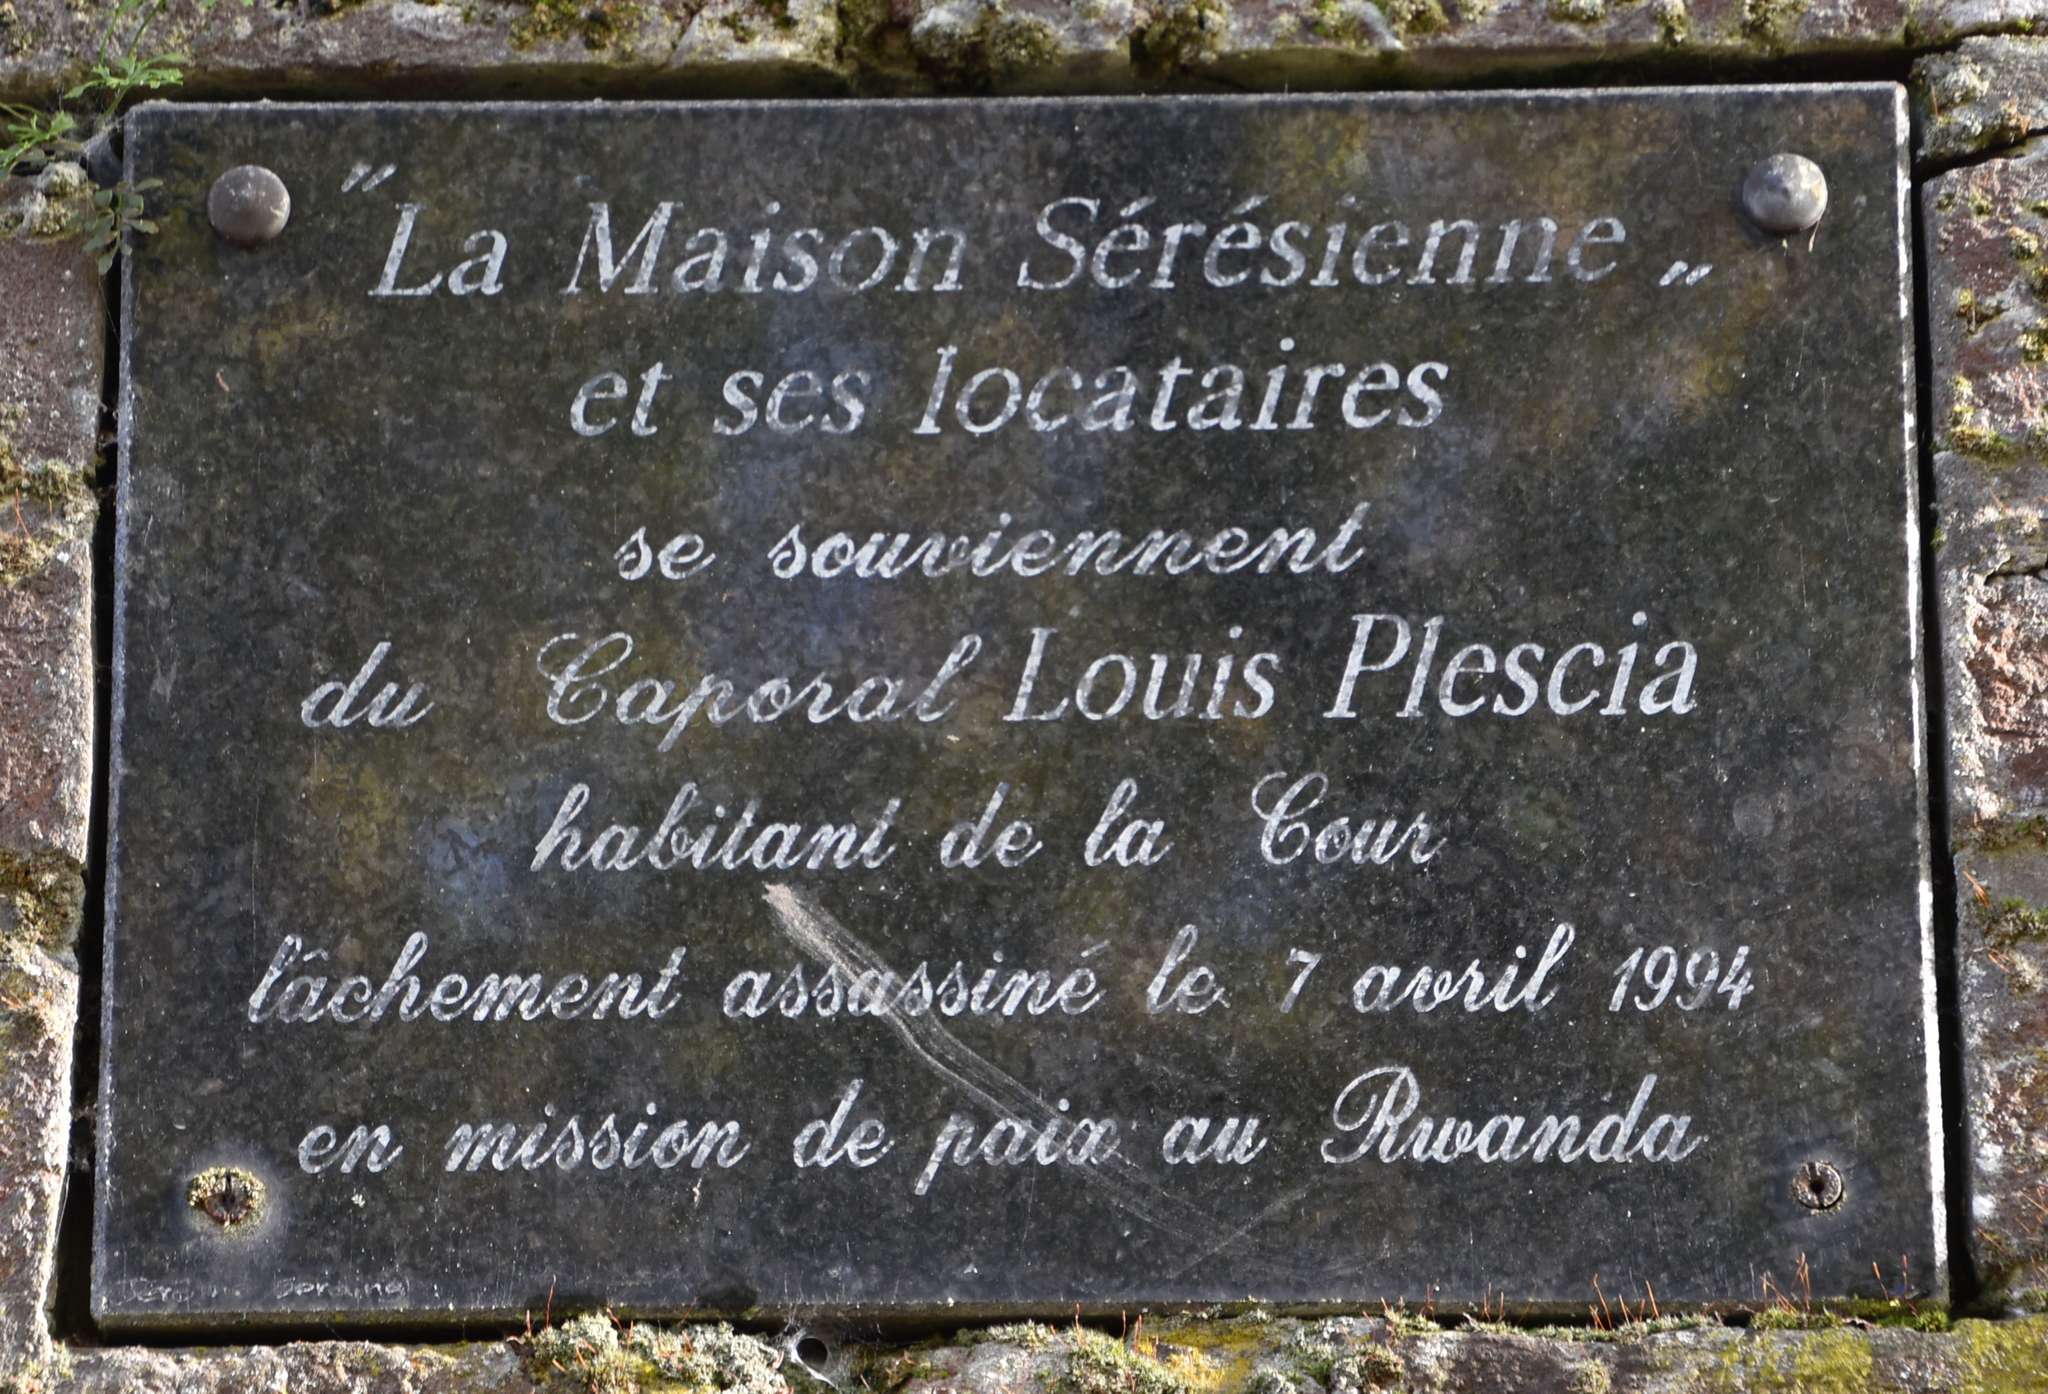 "La Maison Sérésienne"
et ses locataires
se souviennent
du Caporal Louis Plescia
habitant de la Cour
lâchement assassiné le 7 avril 1994
en mission de paix au Rwanda